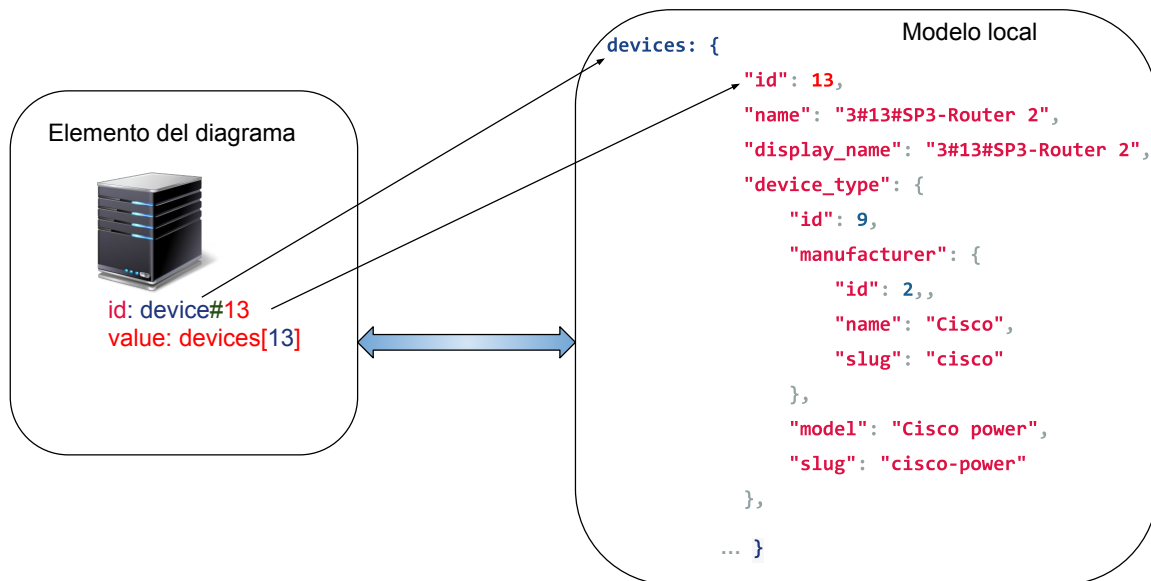 Elemento del diagrama
id: device#13
value: devices[13]
Modelo local
devices: {
"id": 13,
"name": "3#13#SP3-Router 2",
"display_name": "3#13#SP3-Router 2",
"device_type": {
"id": 9,
"manufacturer": {
"id": 2,,
"name": "Cisco",
"slug": "cisco"
},
"model": "Cisco power",
"slug": "cisco-power"
},
... }